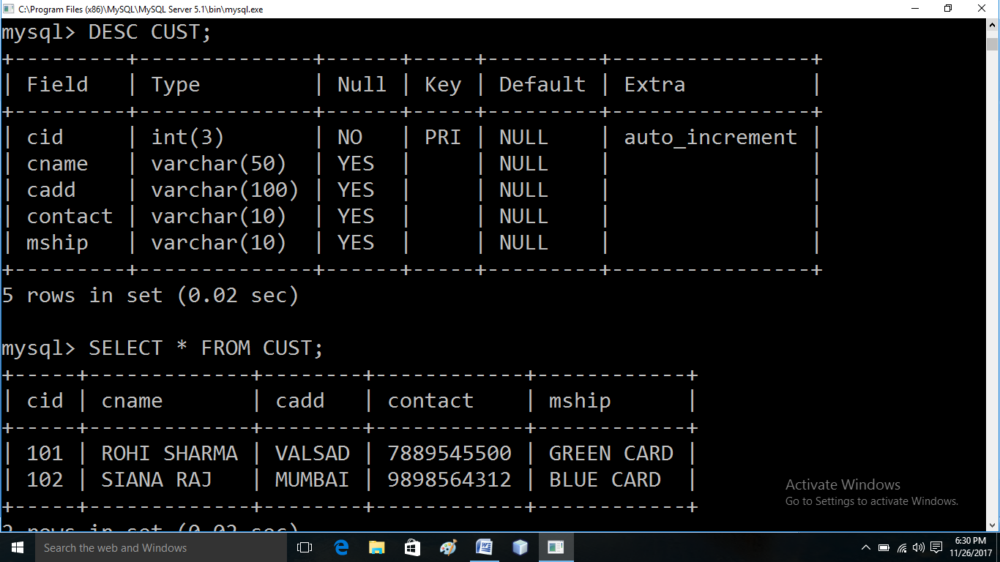 C:\Program Files (x86)\MySQL\MySQL Server 5.1\bin\mysql.exe
mysql> DESC CUST;
+---------+--------------+------+-----+---------+----------------+
| Field   | Type         | Null | Key | Default | Extra          |
+---------+--------------+------+-----+---------+----------------+
| cid     | int(3)       | NO   | PRI | NULL    | auto_increment |
| cname   | varchar(50)  | YES  |     | NULL    |                |
| cadd    | varchar(100) | YES  |     | NULL    |                |
| contact | varchar(10)  | YES  |     | NULL    |                |
| mship   | varchar(10)  | YES  |     | NULL    |                |
+---------+--------------+------+-----+---------+----------------+
5 rows in set (0.02 sec)
mysql> SELECT * FROM CUST;
+-----+-------------+--------+------------+------------+
| cid | cname       | cadd   | contact    | mship      |
+-----+-------------+--------+------------+------------+
| 101 | ROHI SHARMA | VALSAD | 7889545500 | GREEN CARD |
| 102 | SIANA RAJ   | MUMBAI | 9898564312 | BLUE CARD  |
+-----+-------------+--------+------------+------------+
2 rows in set (0.02 sec)
Activate Windows
Go to Settings to activate Windows.
Search the web and Windows
6:30 PM
11/26/2017